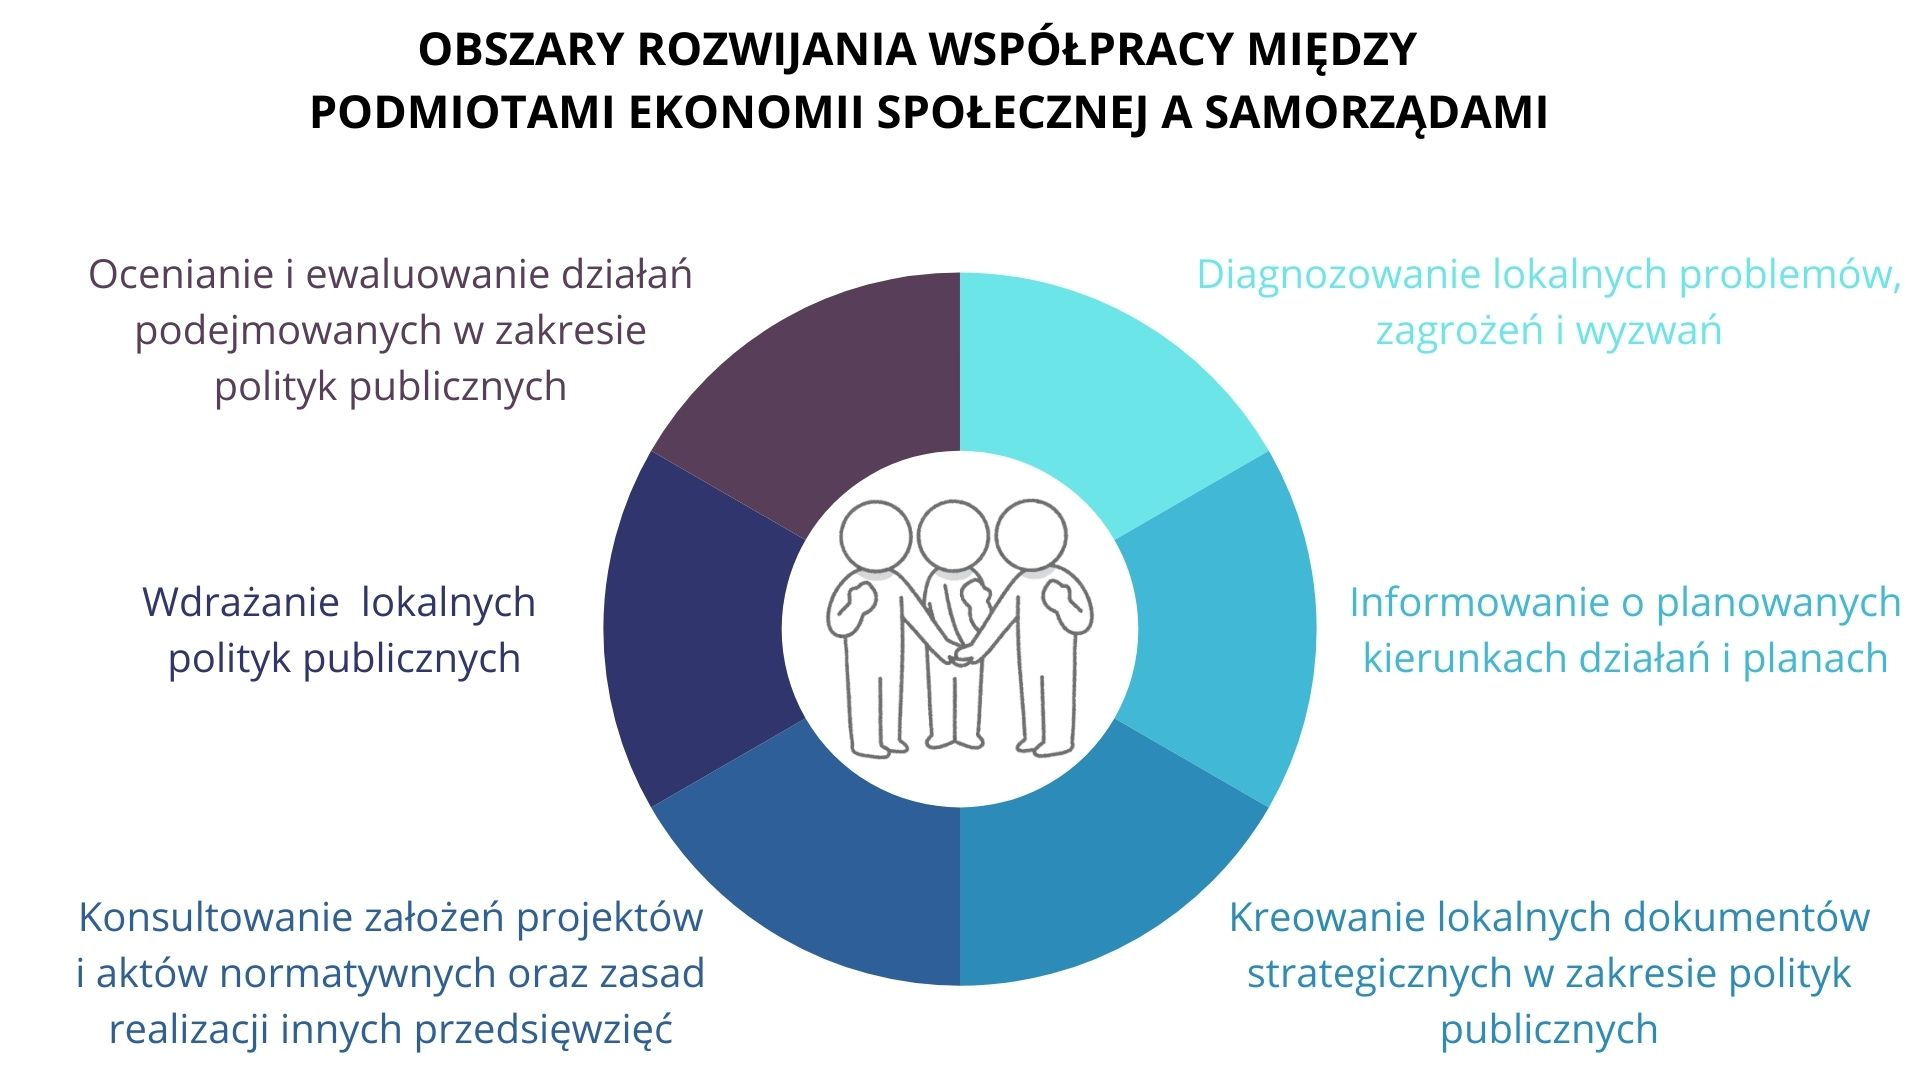 OBSZARY ROZWIJANIA WSPÓŁPRACY MIĘDZY
PODMIOTAMI EKONOMII SPOŁECZNEJ A SAMORZĄDAMI
Ocenianie i ewaluowanie działań
podejmowanych w zakresie
polityk publicznych
Diagnozowanie lokalnych problemów,
zagrożeń i wyzwań
Wdrażanie  lokalnych
polityk publicznych
Informowanie o planowanych
kierunkach działań i planach
Konsultowanie założeń projektów
i aktów normatywnych oraz zasad
realizacji innych przedsięwzięć
Kreowanie lokalnych dokumentów
strategicznych w zakresie polityk
publicznych